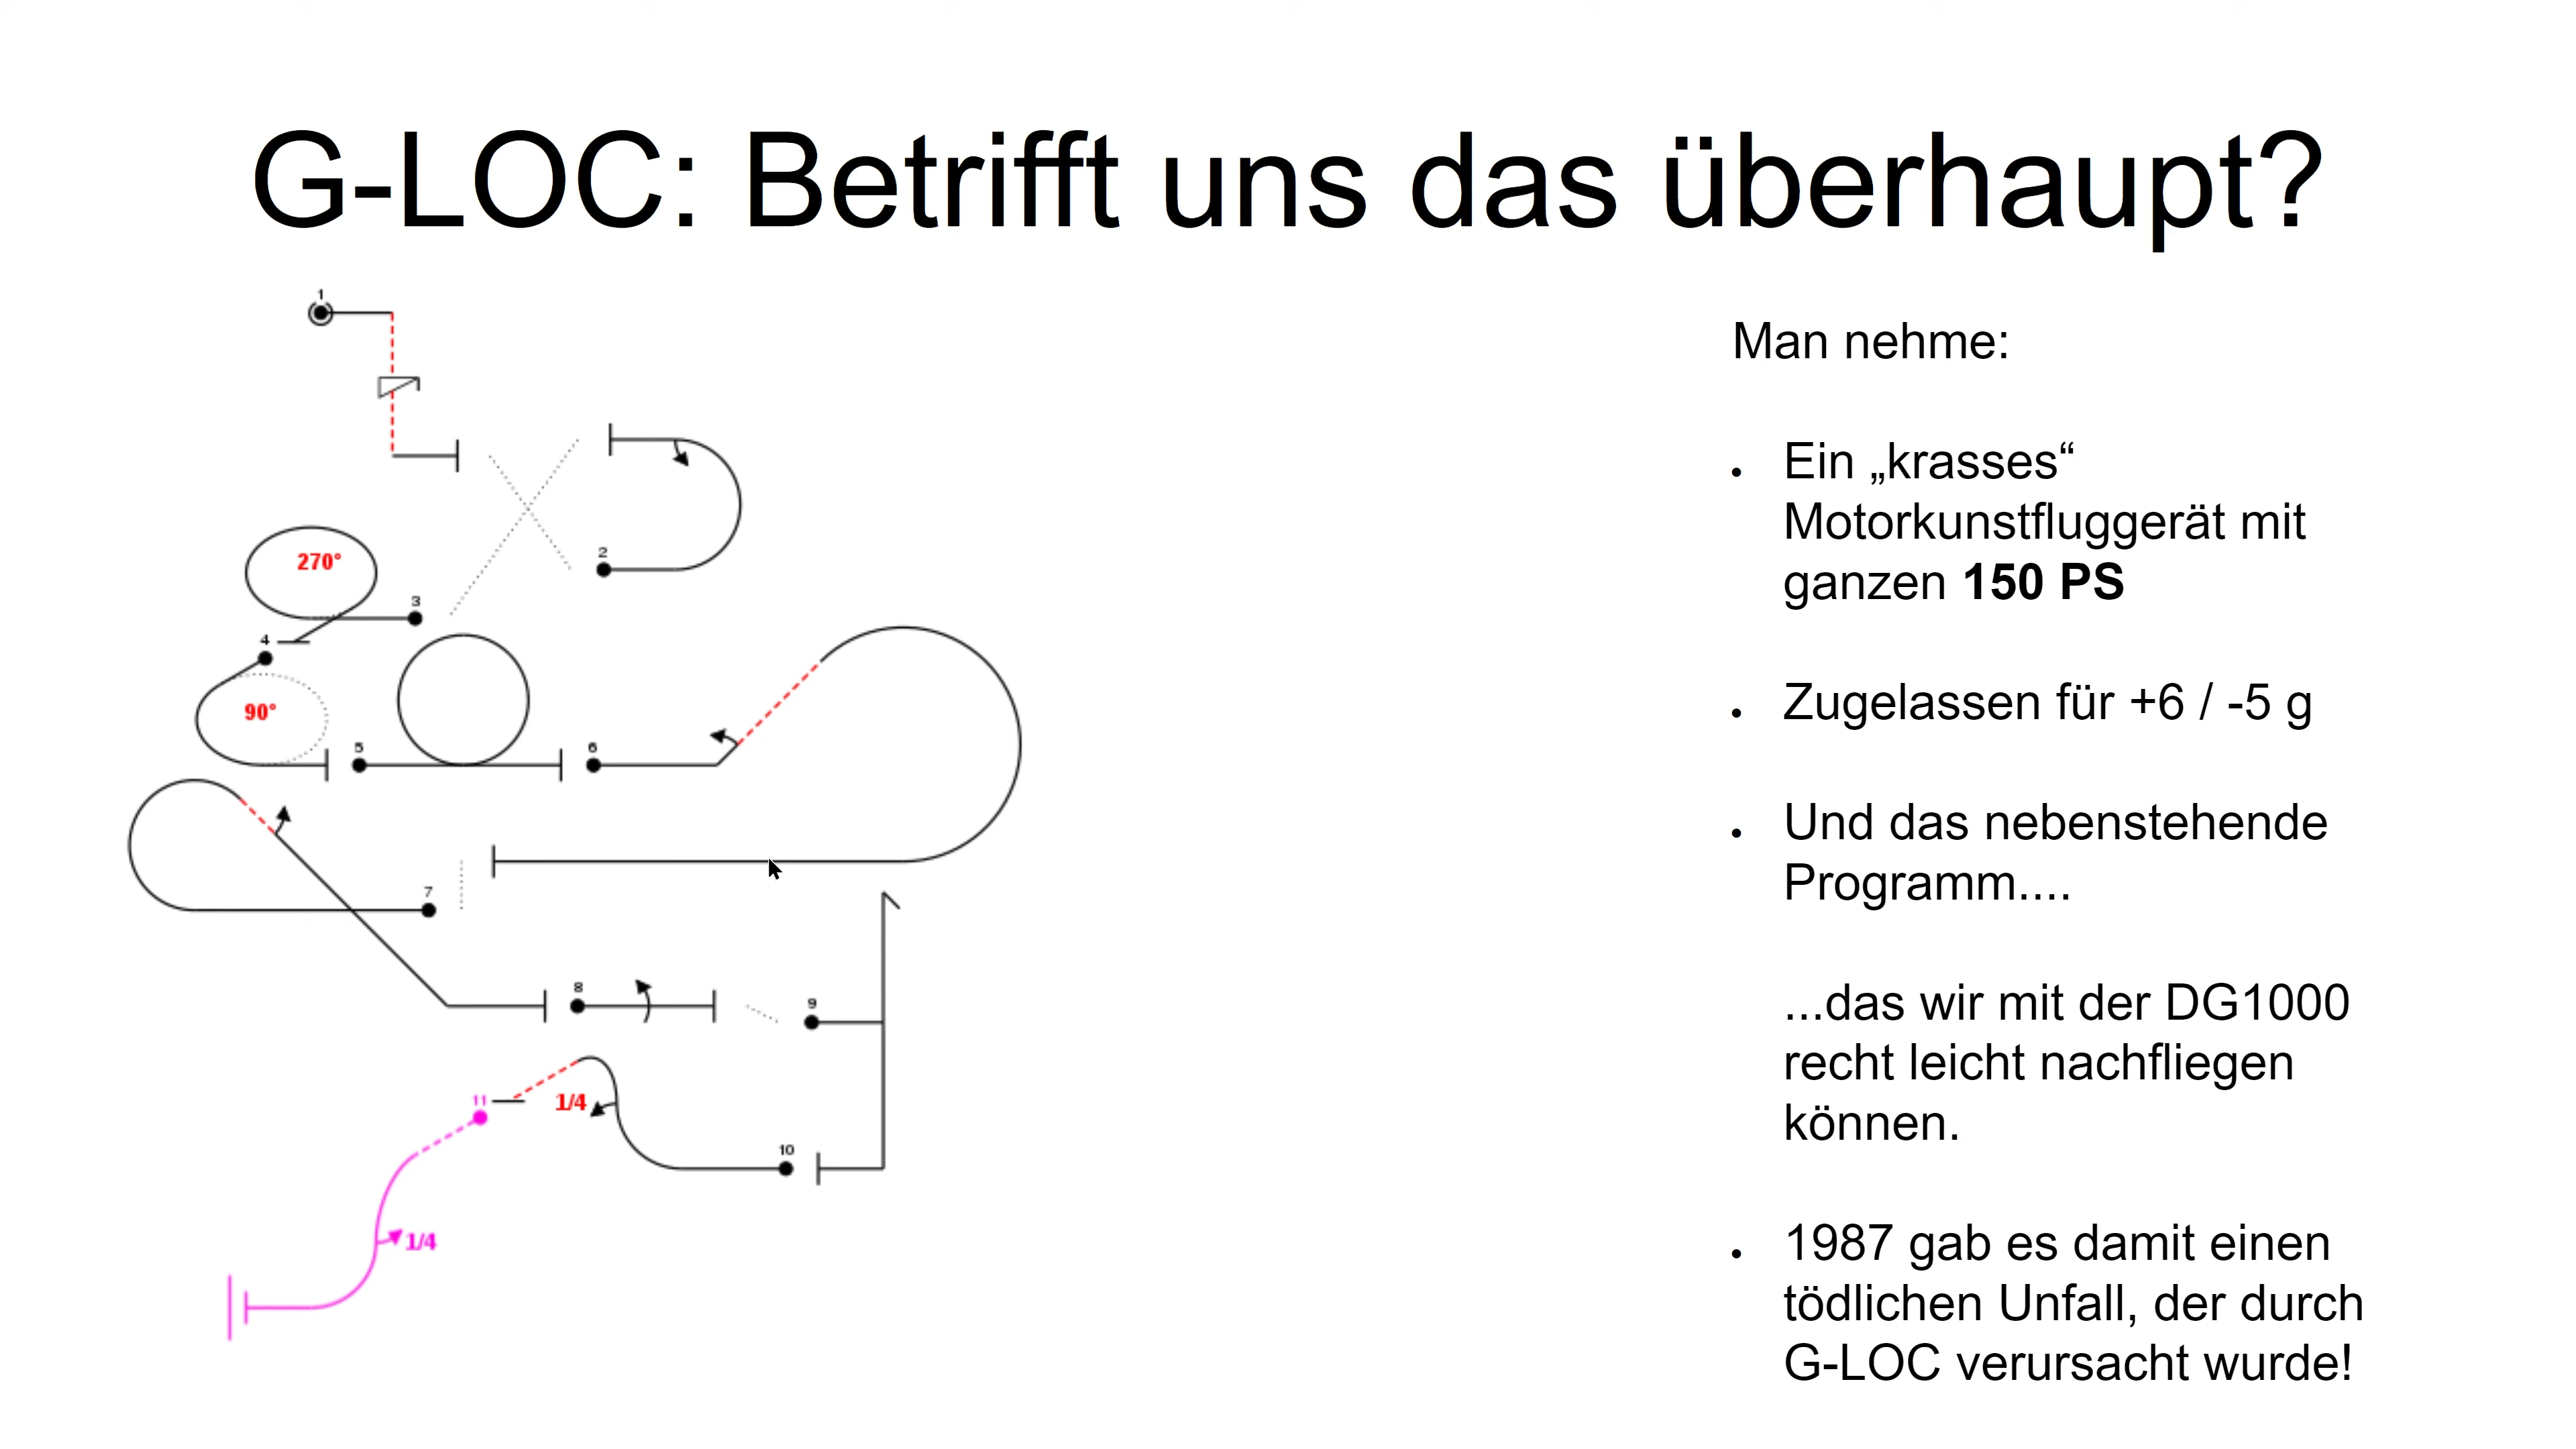 G-LOC: Betrifft uns das überhaupt?
1
2
270°
3
4
90°
5
6
7
8
9
11
1/4
10
1/4
Man nehme:
• Ein „krasses“
Motorkunstfluggerät mit
ganzen 150 PS
• Zugelassen für +6 / -5 g
• Und das nebenstehende
Programm....
...das wir mit der DG1000
recht leicht nachfliegen
können.
• 1987 gab es damit einen
tödlichen Unfall, der durch
G-LOC verursacht wurde!